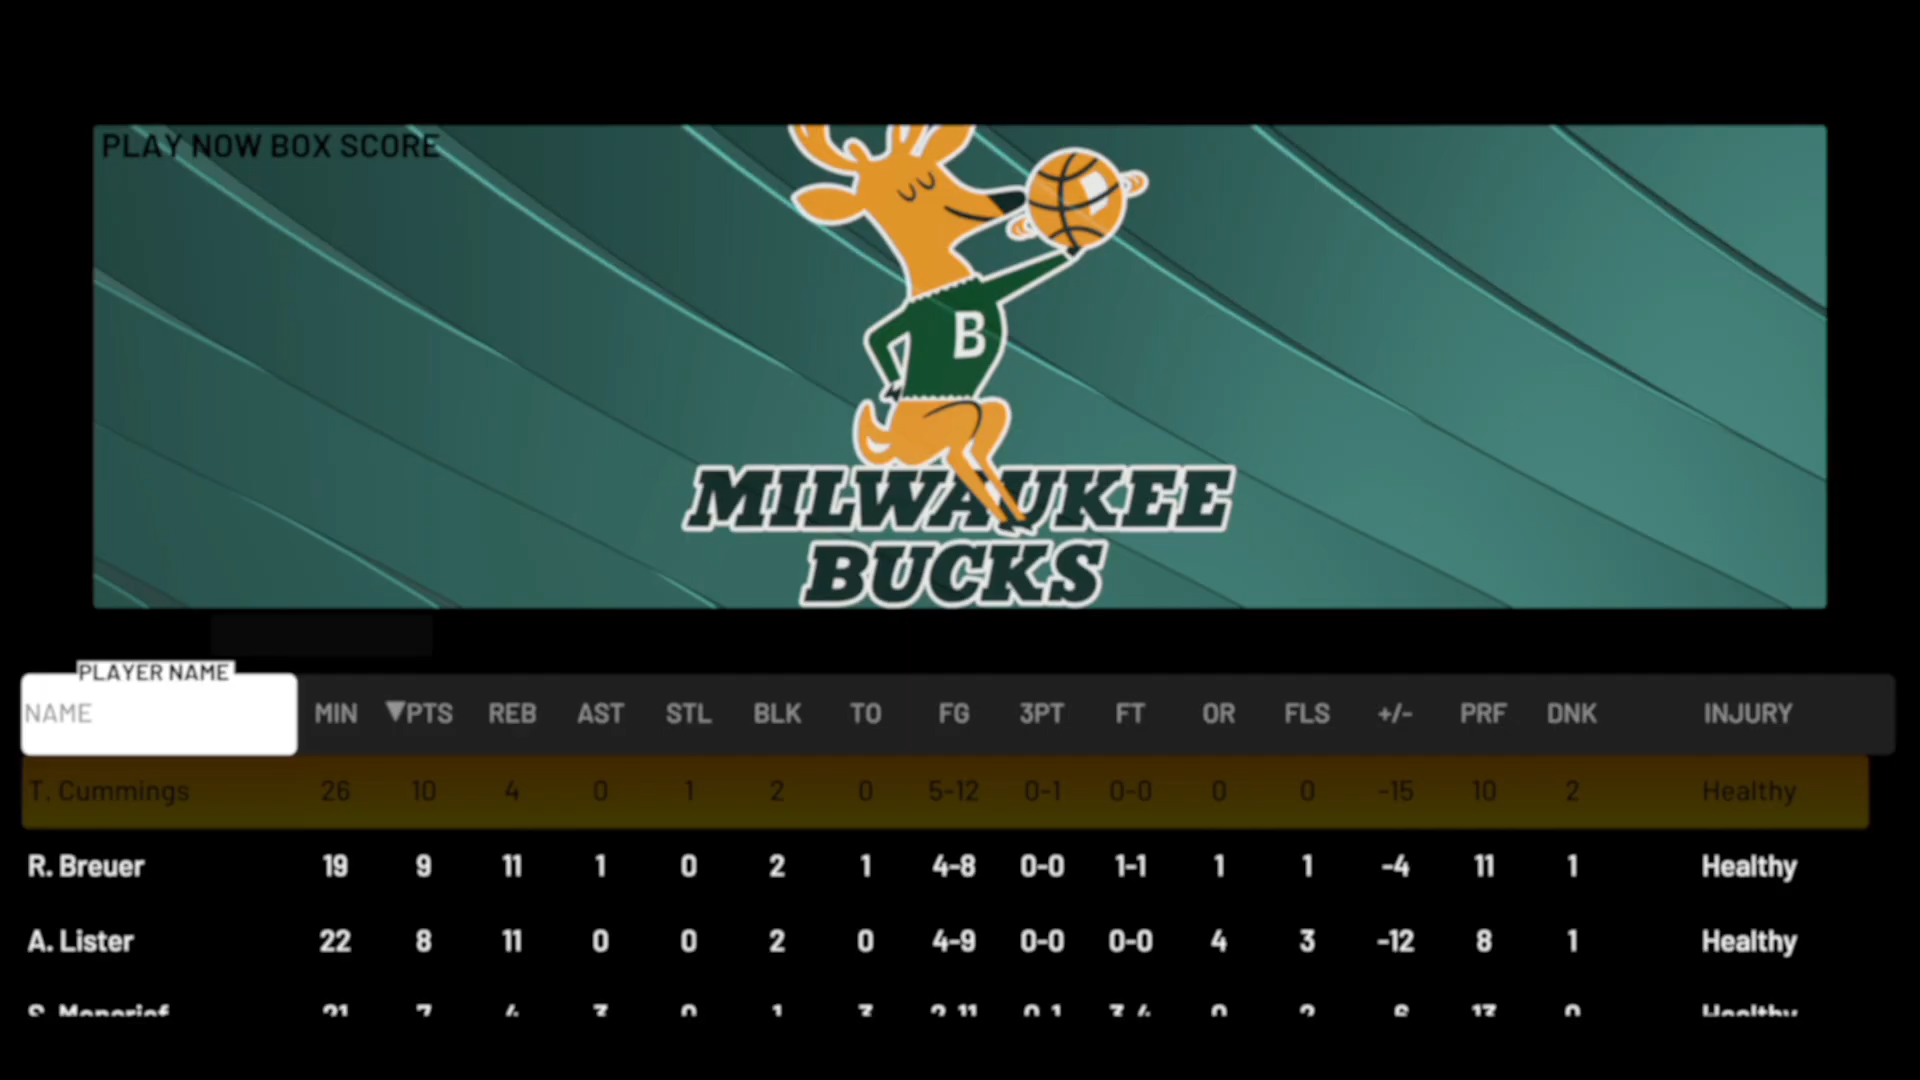 PLAY NOW BOX SCORE
B
MILWAUKEE
BUCKS
PLAYER NAME
NAME MIN ▼PTS REB AST STL BLK TO FG 3PT FT OR FLS +/- PRF DNK INJURY
T. Cummings 26 10 4 0 1 2 0 5-12 0-1 0-0 0 0 -15 10 2 Healthy
R. Breuer 19 9 11 1 0 2 1 4-8 0-0 1-1 1 1 -4 11 1 Healthy
A. Lister 22 8 11 0 0 2 0 4-9 0-0 0-0 4 3 -12 8 1 Healthy